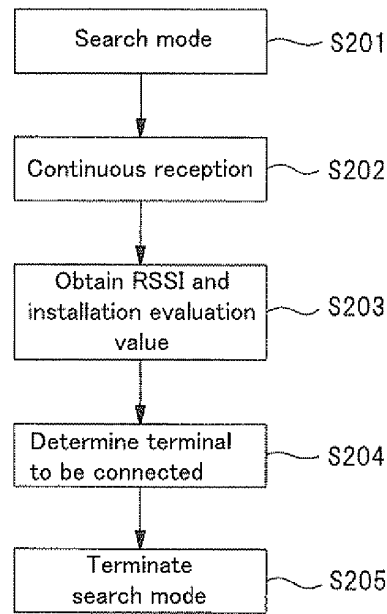 Search mode
S201
Continuous reception
S202
Obtain RSSI and
installation evaluation
value
S203
Determine terminal
to be connected
S204
Terminate
search mode
S205